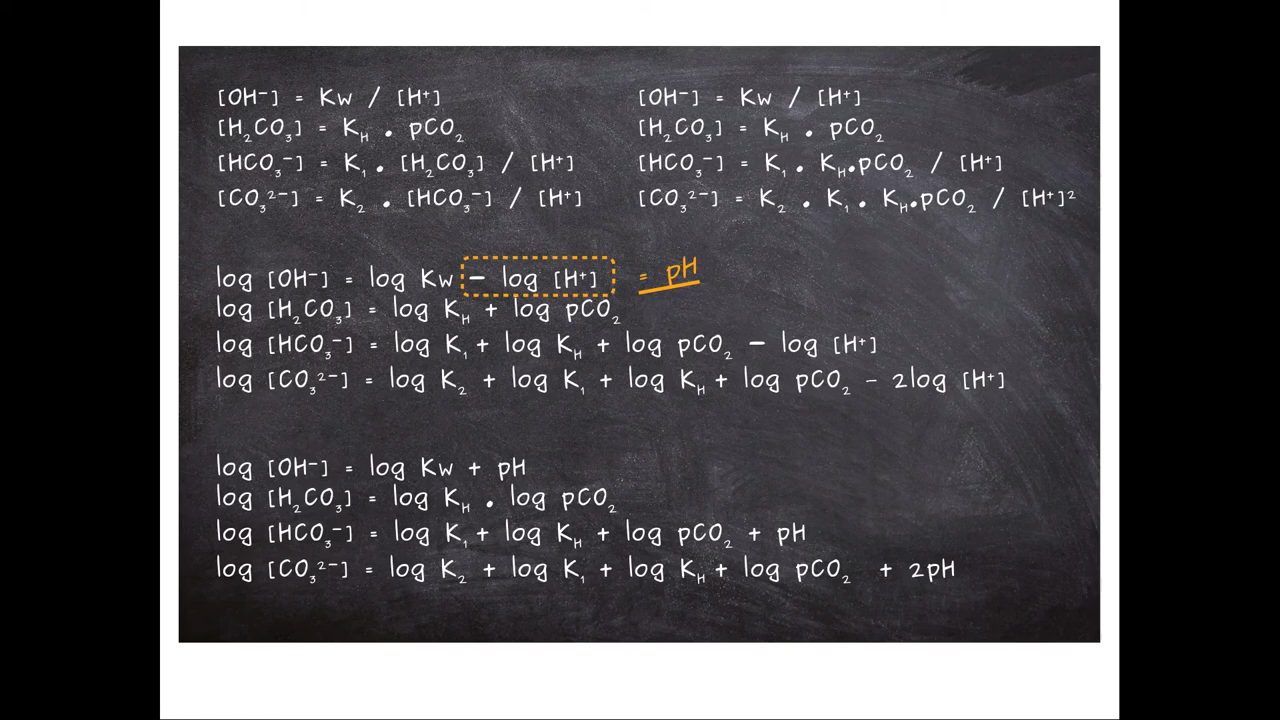 [OH⁻] = Kw / [H⁺]
[H₂CO₃] = K_H • pCO₂
[HCO₃⁻] = K₁ • [H₂CO₃] / [H⁺]
[CO₃²⁻] = K₂ • [HCO₃⁻] / [H⁺]
[OH⁻] = Kw / [H⁺]
[H₂CO₃] = K_H • pCO₂
[HCO₃⁻] = K₁ • K_H•pCO₂ / [H⁺]
[CO₃²⁻] = K₂ • K₁ • K_H•pCO₂ / [H⁺]²
log [OH⁻] = log Kw − log [H⁺] = pH
log [H₂CO₃] = log K_H + log pCO₂
log [HCO₃⁻] = log K₁ + log K_H + log pCO₂ − log [H⁺]
log [CO₃²⁻] = log K₂ + log K₁ + log K_H + log pCO₂ − 2log [H⁺]
log [OH⁻] = log Kw + pH
log [H₂CO₃] = log K_H • log pCO₂
log [HCO₃⁻] = log K₁ + log K_H + log pCO₂ + pH
log [CO₃²⁻] = log K₂ + log K₁ + log K_H + log pCO₂ + 2pH